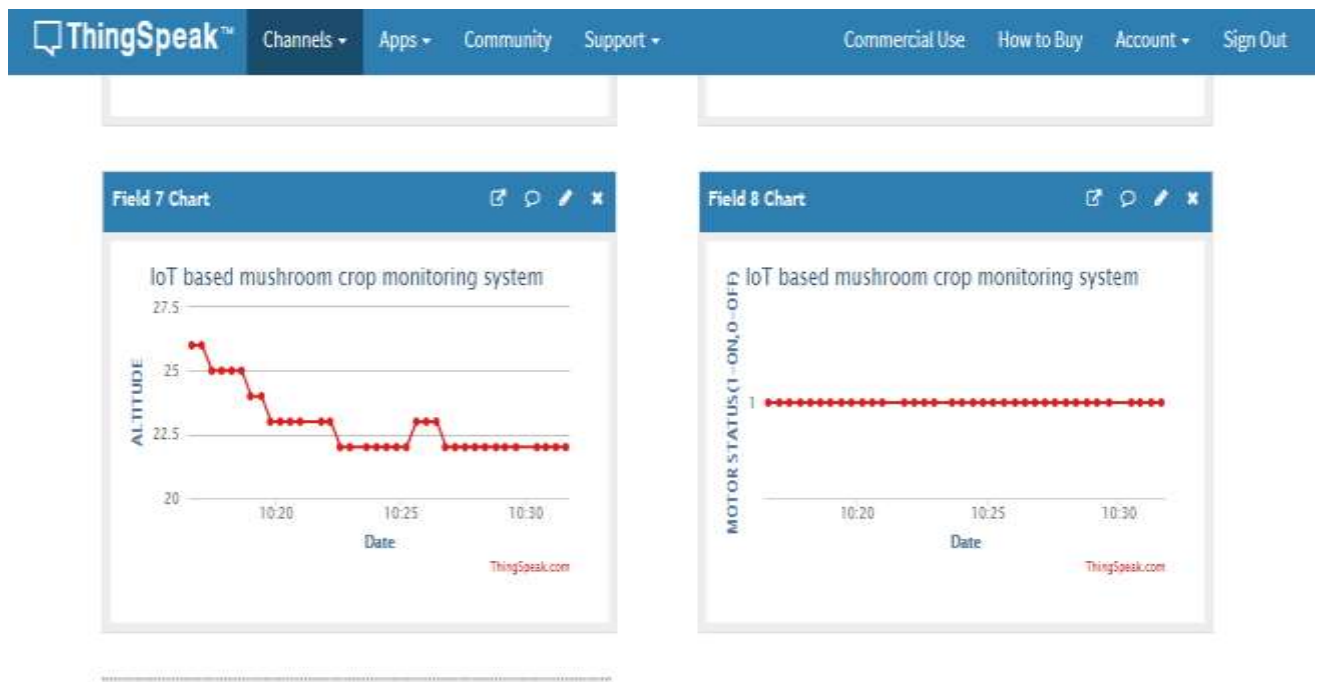 ThingSpeak™ Channels Apps Community Support Commercial Use How to Buy Account Sign Out
Field 7 Chart
IoT based mushroom crop monitoring system
ALTITUDE
27.5
25
22.5
20
10:20 10:25 10:30
Date
ThingSpeak.com
Field 8 Chart
IoT based mushroom crop monitoring system
MOTOR STATUS(1-ON,0-OFF)
1
10:20 10:25 10:30
Date
ThingSpeak.com